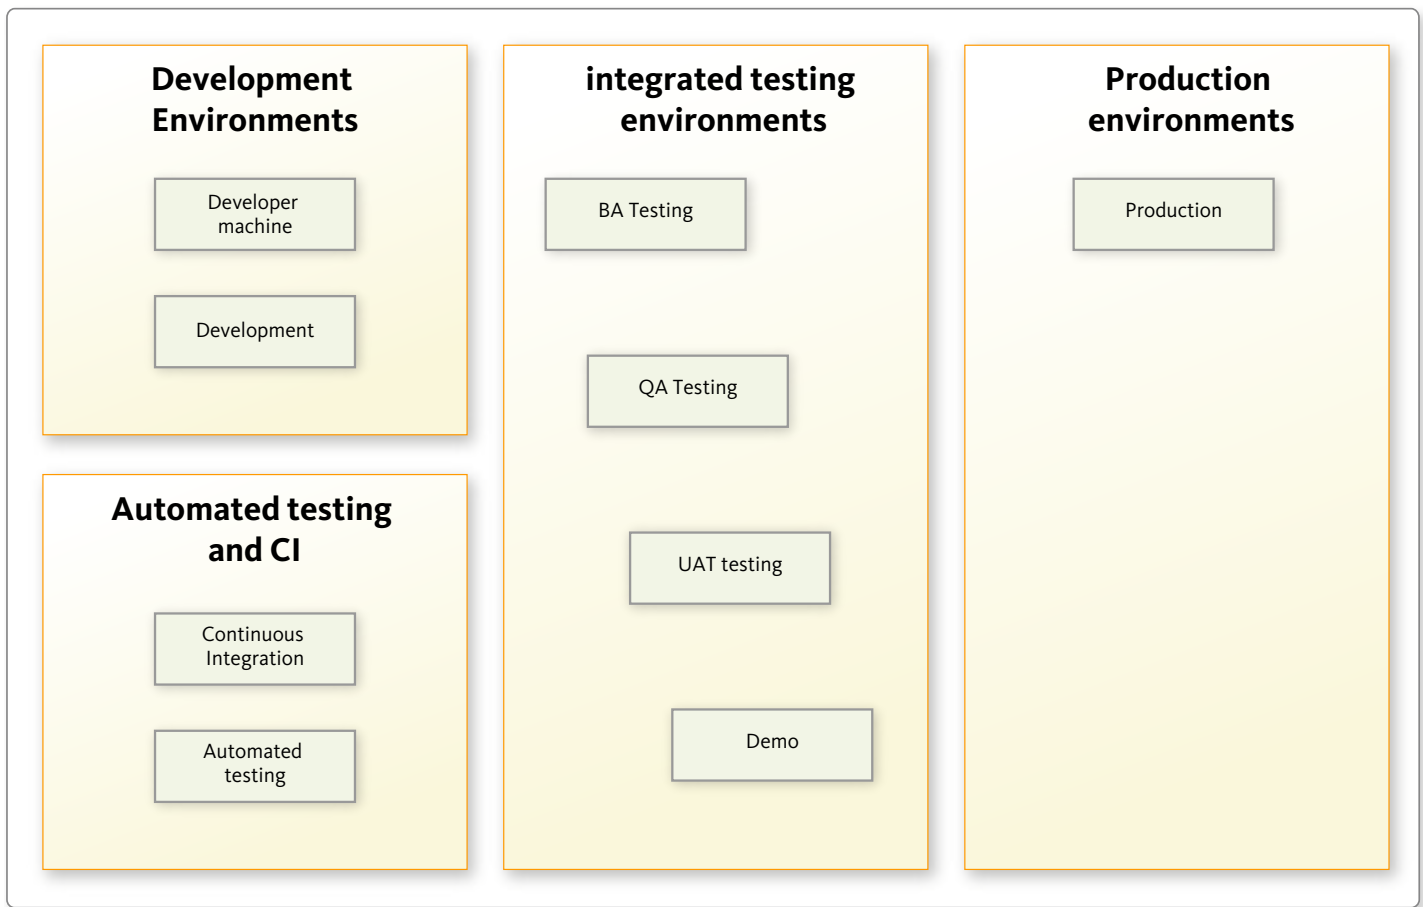 Development
Environments
Developer
machine
Development
Automated testing
and CI
Continuous
Integration
Automated
testing
integrated testing
environments
BA Testing
QA Testing
UAT testing
Demo
Production
environments
Production